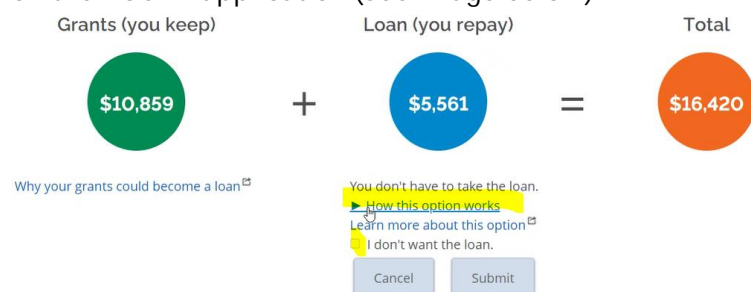 Grants (you keep) Loan (you repay) Total
$10,859 + $5,561 = $16,420
Why your grants could become a loan
You don't have to take the loan.
► How this option works
Learn more about this option
I don't want the loan.
Cancel Submit